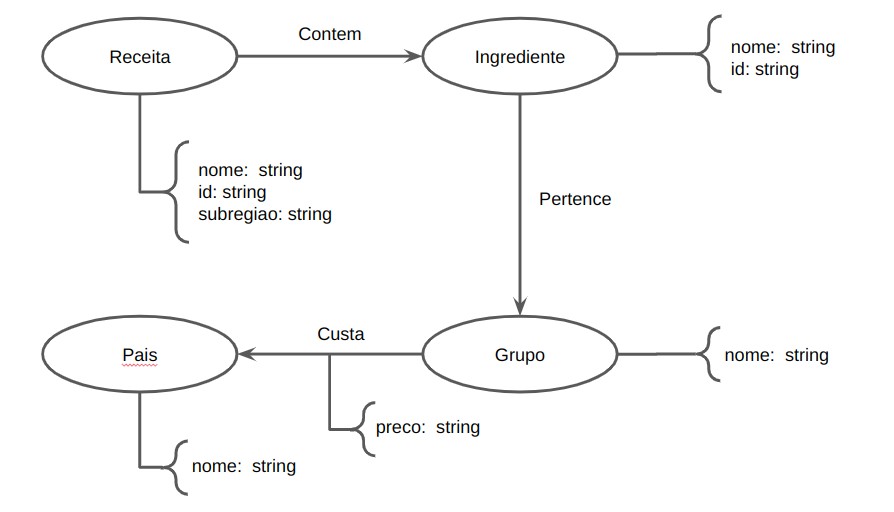 Contem
Receita
Ingrediente
nome: string
id: string
nome: string
id: string
subregiao: string
Pertence
Custa
Pais
Grupo
nome: string
preco: string
nome: string